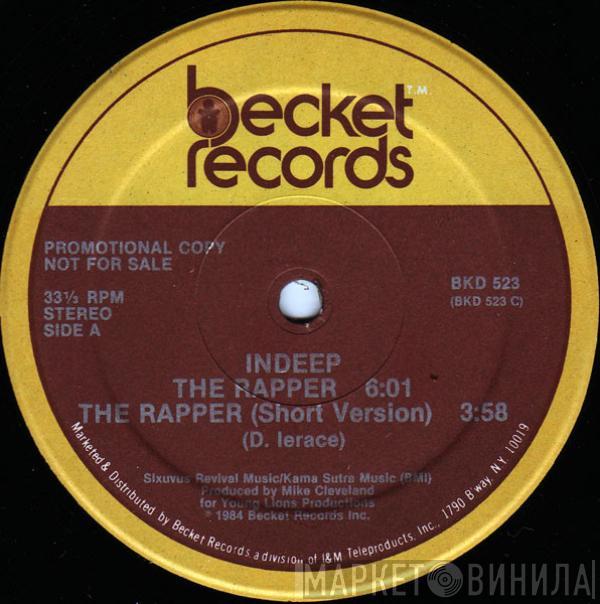 becket T.M.
records
PROMOTIONAL COPY
NOT FOR SALE
33⅓ RPM
STEREO
SIDE A
BKD 523
(BKD 523 C)
INDEEP
THE RAPPER 6:01
THE RAPPER (Short Version) 3:58
(D. Ierace)
Sixuvus Revival Music/Kama Sutra Music (BMI)
Produced by Mike Cleveland
for Young Lions Productions
℗ 1984 Becket Records Inc.
Marketed & Distributed by Becket Records a division of I&M Teleproducts, Inc., 1790 B'way, N.Y. 10019
МАРКЕТ ВИНИЛА